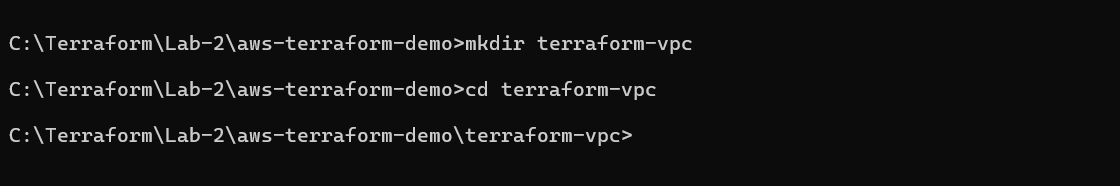 C:\Terraform\Lab-2\aws-terraform-demo>mkdir terraform-vpc
C:\Terraform\Lab-2\aws-terraform-demo>cd terraform-vpc
C:\Terraform\Lab-2\aws-terraform-demo\terraform-vpc>